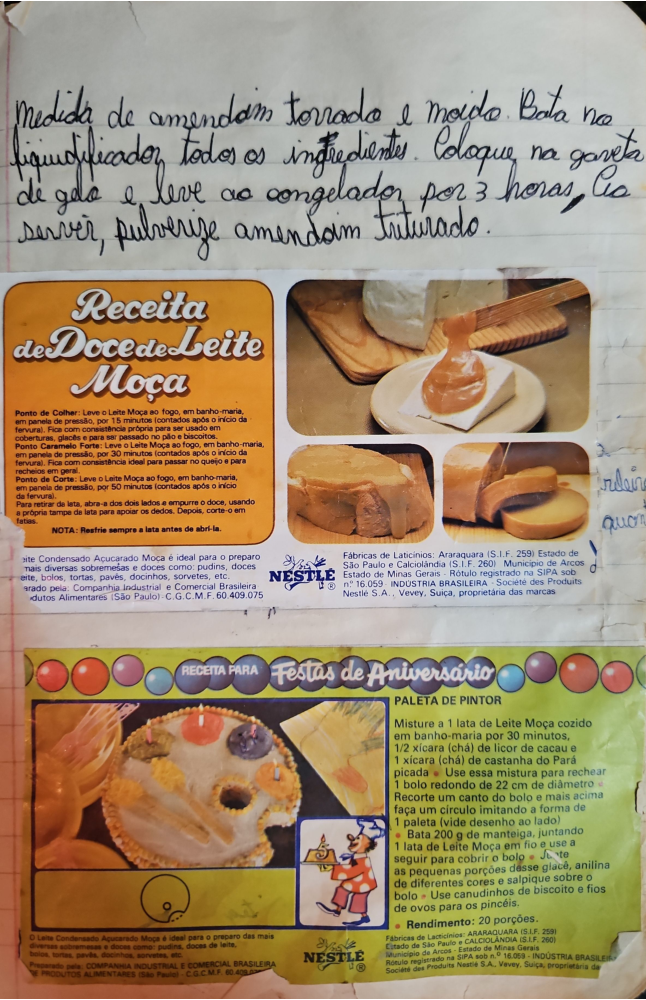 medida de amendoim torrado e moido. Bata no
liquidificador todos os ingredientes. Coloque na gaveta
de gelo e leve ao congelador por 3 horas, Ao
servir, pulverize amendoim triturado.
Receita
de Doce de Leite
Moça
Ponto de Colher: Leve o Leite Moça ao fogo, em banho-maria,
em panela de pressão, por 15 minutos (contados após o início da
fervura). Fica com consistência própria para ser usado em
coberturas, glacês e para ser passado no pão e biscoitos.
Ponto Caramelo Forte: Leve o Leite Moça ao fogo, em banho-maria,
em panela de pressão, por 30 minutos (contados após o início da
fervura). Fica com consistência ideal para passar no queijo e para
recheios em geral.
Ponto de Corte: Leve o Leite Moça ao fogo, em banho-maria,
em panela de pressão, por 50 minutos (contados após o início
da fervura).
Para retirar da lata, abra-a dos dois lados e empurre o doce, usando
a própria tampa de lata para apoiar os dedos. Depois, corte-o em
fatias.
NOTA: Resfrie sempre a lata antes de abri-la.
eite Condensado Açucarado Moça é ideal para o preparo
mais diversas sobremesas e doces como: pudins, doces
eite, bolos, tortas, pavês, docinhos, sorvetes, etc.
arado pela: Companhia Industrial e Comercial Brasileira
dutos Alimentares (São Paulo) - C.G.C.M.F. 60.409.075
NESTLÉ ®
Fábricas de Laticinios: Araraquara (S.I.F. 259) Estado de
São Paulo e Calciolândia (S.I.F. 260) Municipio de Arcos
Estado de Minas Gerais - Rótulo registrado na SIPA sob
n.º 16.059 - INDÚSTRIA BRASILEIRA - Société des Produits
Nestlé S.A., Vevey, Suiça, proprietária das marcas
RECEITA PARA Festas de Aniversário
PALETA DE PINTOR
Misture a 1 lata de Leite Moça cozido
em banho-maria por 30 minutos,
1/2 xícara (chá) de licor de cacau e
1 xícara (chá) de castanha do Pará
picada • Use essa mistura para rechear
1 bolo redondo de 22 cm de diâmetro •
Recorte um canto do bolo e mais acima
faça um círculo imitando a forma de
1 paleta (vide desenho ao lado)
• Bata 200 g de manteiga, juntando
1 lata de Leite Moça em fio e use a
seguir para cobrir o bolo • Junte
as pequenas porções desse glacê, anilina
de diferentes cores e salpique sobre o
bolo • Use canudinhos de biscoito e fios
de ovos para os pincéis.
• Rendimento: 20 porções.
O Leite Condensado Açucarado Moça é ideal para o preparo das mais
diversas sobremesas e doces como: pudins, doces de leite,
bolos, tortas, pavês, docinhos, sorvetes, etc.
Preparado pela: COMPANHIA INDUSTRIAL E COMERCIAL BRASILEIRA
DE PRODUTOS ALIMENTARES (São Paulo) - C.G.C.M.F. 60.409
NESTLÉ
Fábricas de Lacticínios: ARARAQUARA (S.I.F. 259)
Estado de São Paulo e CALCIOLÂNDIA (S.I.F. 260)
Município de Arcos - Estado de Minas Gerais
Rótulo registrado na SIPA sob n.º 16.059 - INDÚSTRIA BRASILEIR
Société des Produits Nestlé S.A., Vevey, Suiça, proprietária da